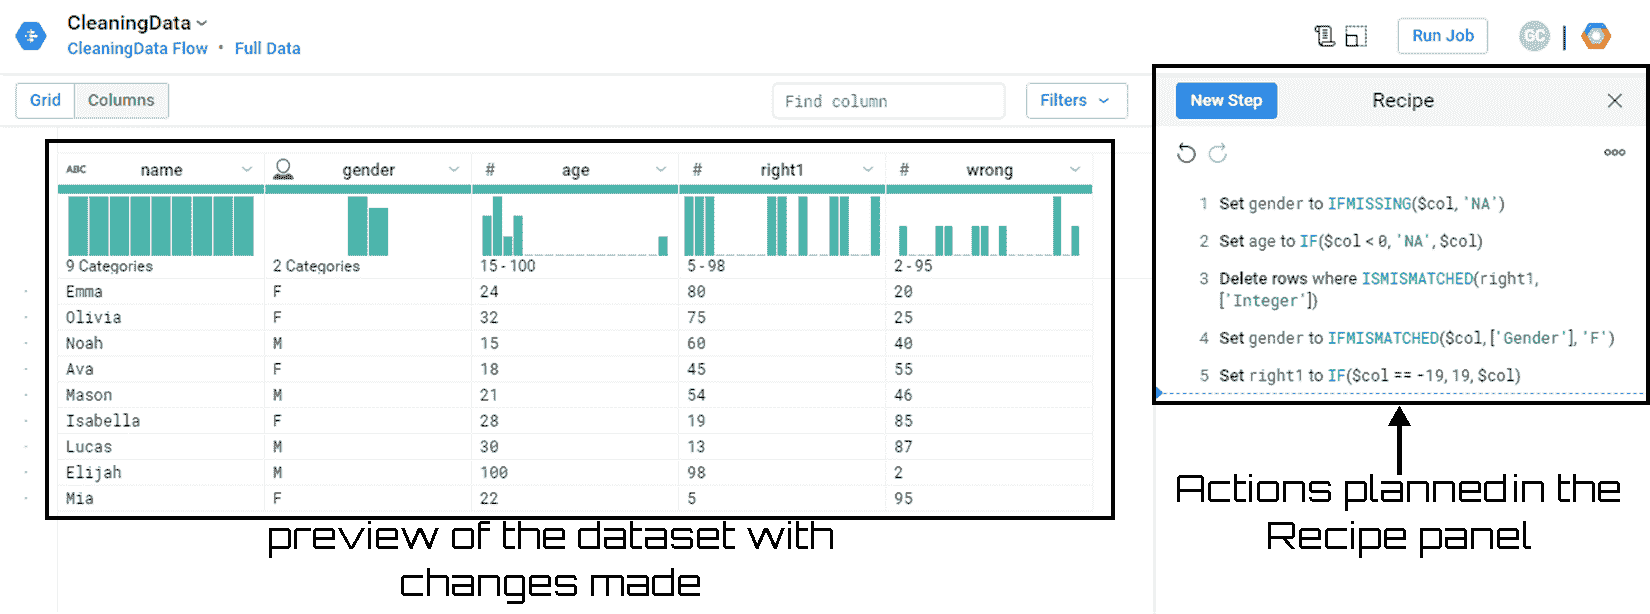 CleaningData
CleaningData Flow • Full Data
Run Job
GC
Grid Columns
Find column
Filters
New Step Recipe
ABC name gender # age # right1 # wrong
9 Categories 2 Categories 15 - 100 5 - 98 2 - 95
Emma F 24 80 20
Olivia F 32 75 25
Noah M 15 60 40
Ava F 18 45 55
Mason M 21 54 46
Isabella F 28 19 85
Lucas M 30 13 87
Elijah M 100 98 2
Mia F 22 5 95
1 Set gender to IFMISSING($col, 'NA')
2 Set age to IF($col < 0, 'NA', $col)
3 Delete rows where ISMISMATCHED(right1,
['Integer'])
4 Set gender to IFMISMATCHED($col, ['Gender'], 'F')
5 Set right1 to IF($col == -19, 19, $col)
preview of the dataset with
changes made
Actions planned in the
Recipe panel